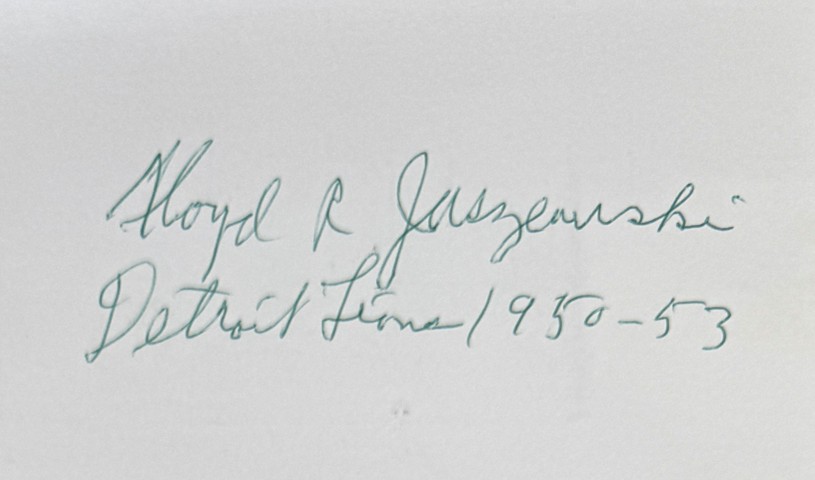 Floyd R Jaszewski
Detroit Lions 1950-53